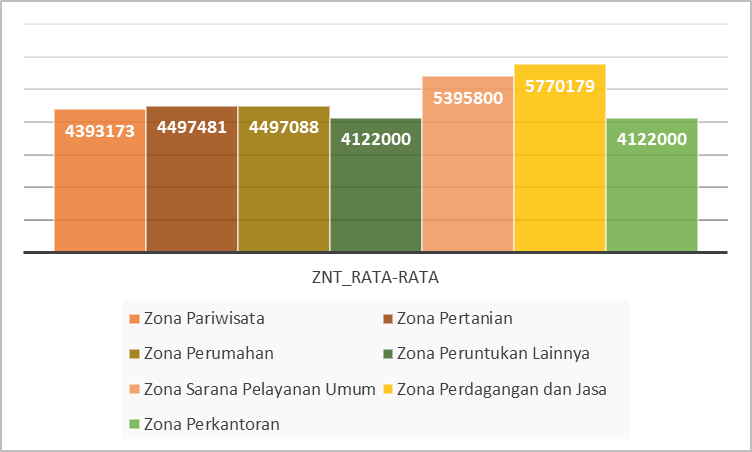 4393173
4497481
4497088
4122000
5395800
5770179
4122000
ZNT_RATA-RATA
Zona Pariwisata
Zona Pertanian
Zona Perumahan
Zona Peruntukan Lainnya
Zona Sarana Pelayanan Umum
Zona Perdagangan dan Jasa
Zona Perkantoran